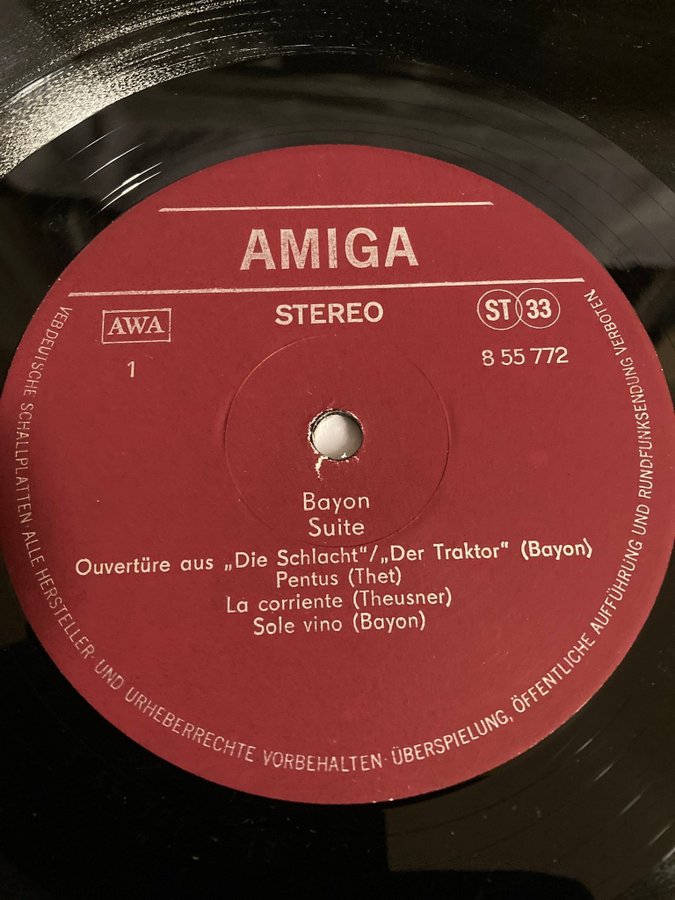 AMIGA
STEREO
AWA
ST 33
1
8 55 772
Bayon
Suite
Ouvertüre aus „Die Schlacht“/„Der Traktor“ (Bayon)
Pentus (Thet)
La corriente (Theusner)
Sole vino (Bayon)
VEB DEUTSCHE SCHALLPLATTEN · ALLE HERSTELLER- UND URHEBERRECHTE VORBEHALTEN · ÜBERSPIELUNG, ÖFFENTLICHE AUFFÜHRUNG UND RUNDFUNKSENDUNG VERBOTEN